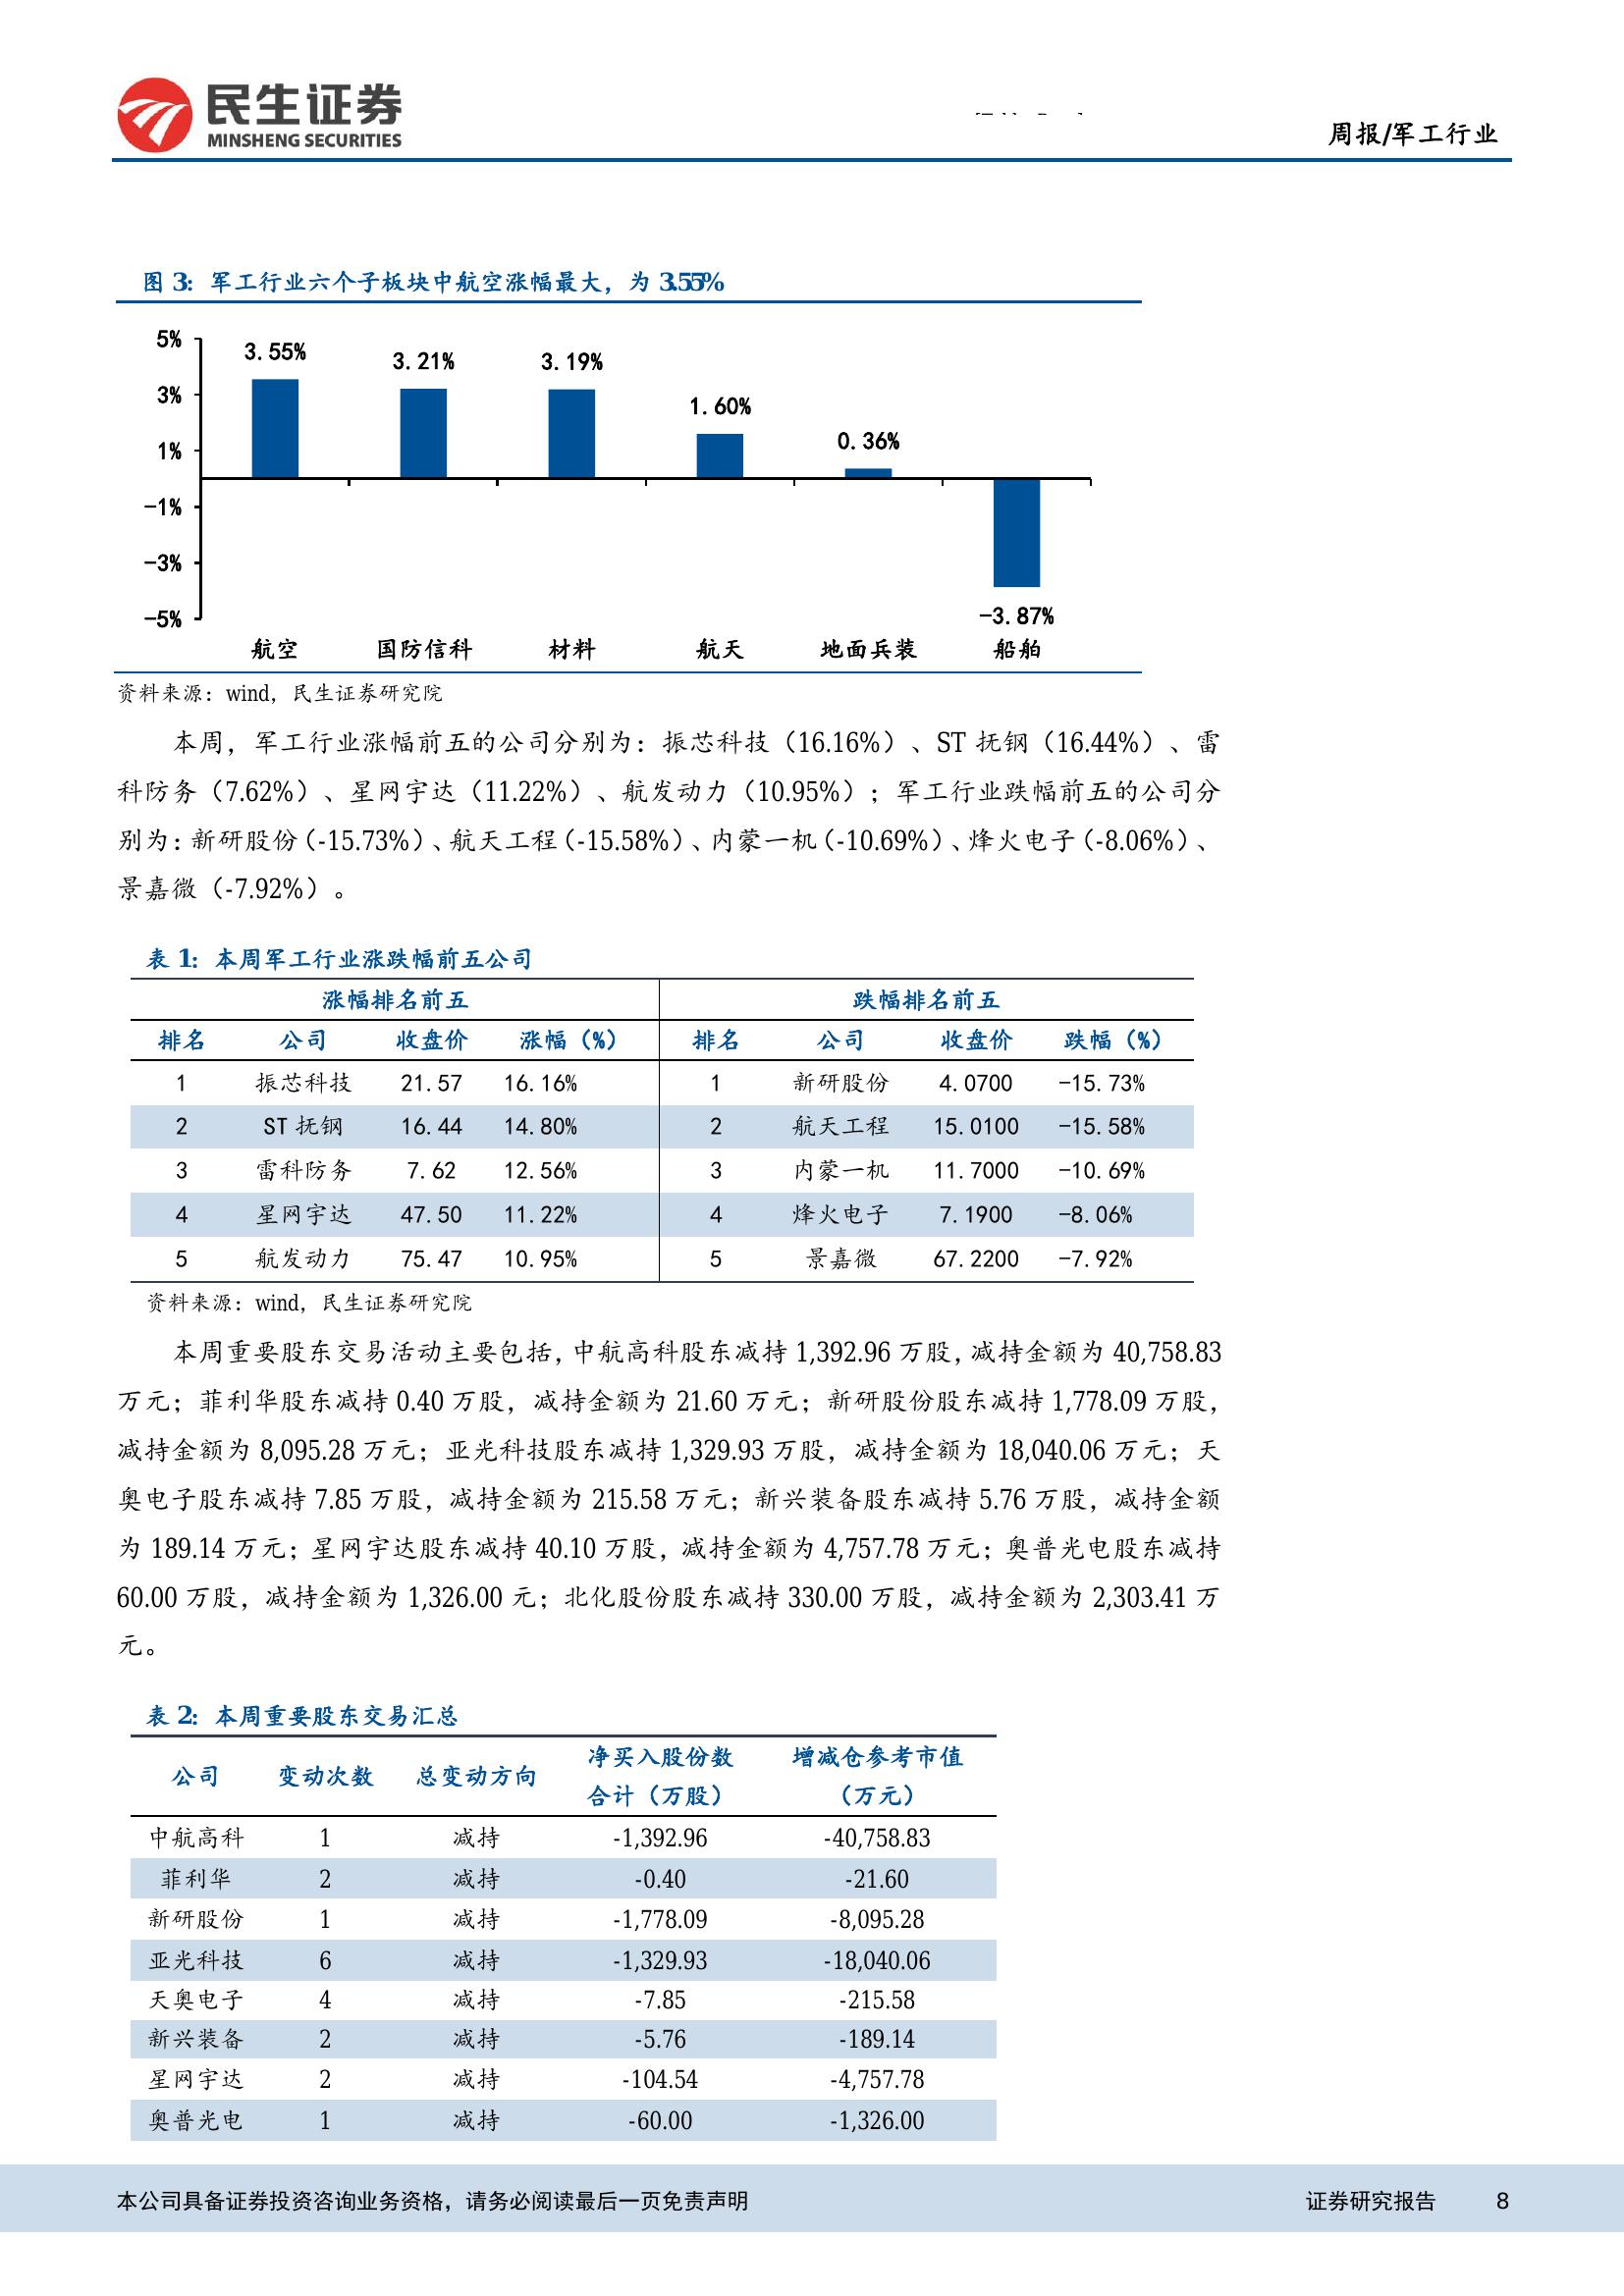 民生证券
MINSHENG SECURITIES
周报/军工行业
图 3：军工行业六个子板块中航空涨幅最大，为 3.55%
5%
3%
1%
-1%
-3%
-5%
3.55%
3.21%
3.19%
1.60%
0.36%
-3.87%
航空 国防信科 材料 航天 地面兵装 船舶
资料来源：wind，民生证券研究院
本周，军工行业涨幅前五的公司分别为：振芯科技（16.16%）、ST 抚钢（16.44%）、雷
科防务（7.62%）、星网宇达（11.22%）、航发动力（10.95%）；军工行业跌幅前五的公司分
别为：新研股份（-15.73%）、航天工程（-15.58%）、内蒙一机（-10.69%）、烽火电子（-8.06%）、
景嘉微（-7.92%）。
表 1：本周军工行业涨跌幅前五公司
涨幅排名前五 跌幅排名前五
排名 公司 收盘价 涨幅（%） 排名 公司 收盘价 跌幅（%）
1 振芯科技 21.57 16.16% 1 新研股份 4.0700 -15.73%
2 ST 抚钢 16.44 14.80% 2 航天工程 15.0100 -15.58%
3 雷科防务 7.62 12.56% 3 内蒙一机 11.7000 -10.69%
4 星网宇达 47.50 11.22% 4 烽火电子 7.1900 -8.06%
5 航发动力 75.47 10.95% 5 景嘉微 67.2200 -7.92%
资料来源：wind，民生证券研究院
本周重要股东交易活动主要包括，中航高科股东减持 1,392.96 万股，减持金额为 40,758.83
万元；菲利华股东减持 0.40 万股，减持金额为 21.60 万元；新研股份股东减持 1,778.09 万股，
减持金额为 8,095.28 万元；亚光科技股东减持 1,329.93 万股，减持金额为 18,040.06 万元；天
奥电子股东减持 7.85 万股，减持金额为 215.58 万元；新兴装备股东减持 5.76 万股，减持金额
为 189.14 万元；星网宇达股东减持 40.10 万股，减持金额为 4,757.78 万元；奥普光电股东减持
60.00 万股，减持金额为 1,326.00 元；北化股份股东减持 330.00 万股，减持金额为 2,303.41 万
元。
表 2：本周重要股东交易汇总
公司 变动次数 总变动方向 净买入股份数合计（万股） 增减仓参考市值（万元）
中航高科 1 减持 -1,392.96 -40,758.83
菲利华 2 减持 -0.40 -21.60
新研股份 1 减持 -1,778.09 -8,095.28
亚光科技 6 减持 -1,329.93 -18,040.06
天奥电子 4 减持 -7.85 -215.58
新兴装备 2 减持 -5.76 -189.14
星网宇达 2 减持 -104.54 -4,757.78
奥普光电 1 减持 -60.00 -1,326.00
本公司具备证券投资咨询业务资格，请务必阅读最后一页免责声明 证券研究报告 8